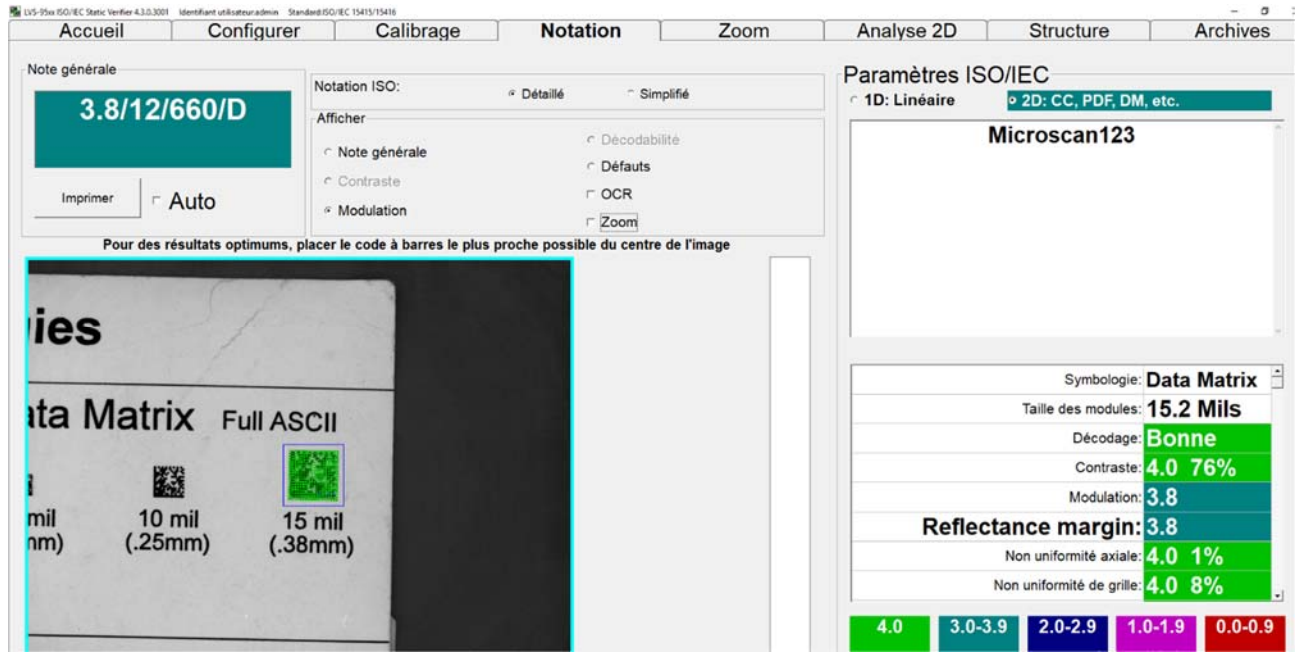 LVS-95xx ISO/IEC Static Verifier 4.3.0.3001 Identifiant utilisateur:admin Standard:ISO/IEC 15415/15416
Accueil Configurer Calibrage Notation Zoom Analyse 2D Structure Archives
Note générale
3.8/12/660/D
Imprimer
Auto
Notation ISO:
Détaillé
Simplifié
Afficher
Note générale
Contraste
Modulation
Décodabilité
Défauts
OCR
Zoom
Pour des résultats optimums, placer le code à barres le plus proche possible du centre de l'image
ies
ata Matrix Full ASCII
mil 10 mil 15 mil
mm) (.25mm) (.38mm)
Paramètres ISO/IEC
1D: Linéaire
2D: CC, PDF, DM, etc.
Microscan123
Symbologie: Data Matrix
Taille des modules: 15.2 Mils
Décodage: Bonne
Contraste: 4.0 76%
Modulation: 3.8
Reflectance margin: 3.8
Non uniformité axiale: 4.0 1%
Non uniformité de grille: 4.0 8%
4.0 3.0-3.9 2.0-2.9 1.0-1.9 0.0-0.9